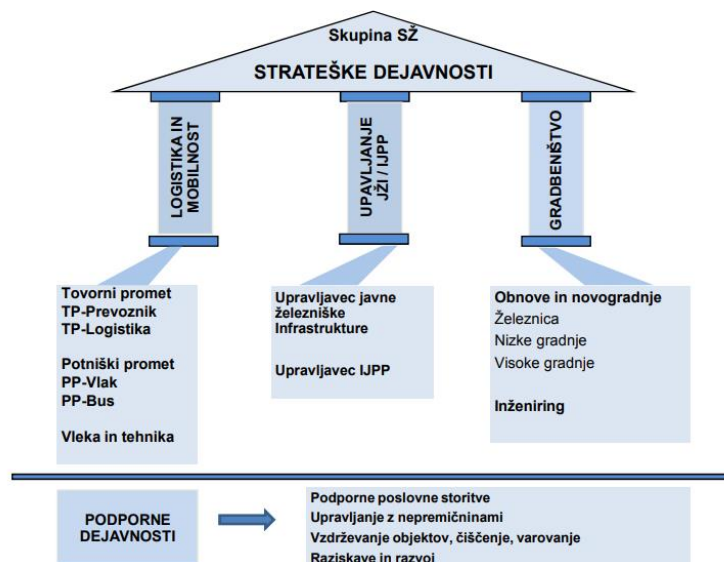 Skupina SŽ
STRATEŠKE DEJAVNOSTI
LOGISTIKA IN
MOBILNOST
UPAVLJANJE
JŽI / IJPP
GRADBENIŠTVO
Tovorni promet
TP-Prevoznik
TP-Logistika
Potniški promet
PP-Vlak
PP-Bus
Vleka in tehnika
Upravljavec javne
železniške
Infrastrukture
Upravljavec IJPP
Obnove in novogradnje
Železnica
Nizke gradnje
Visoke gradnje
Inženiring
PODPORNE
DEJAVNOSTI
Podporne poslovne storitve
Upravljanje z nepremičninami
Vzdrževanje objektov, čiščenje, varovanje
Raziskave in razvoj